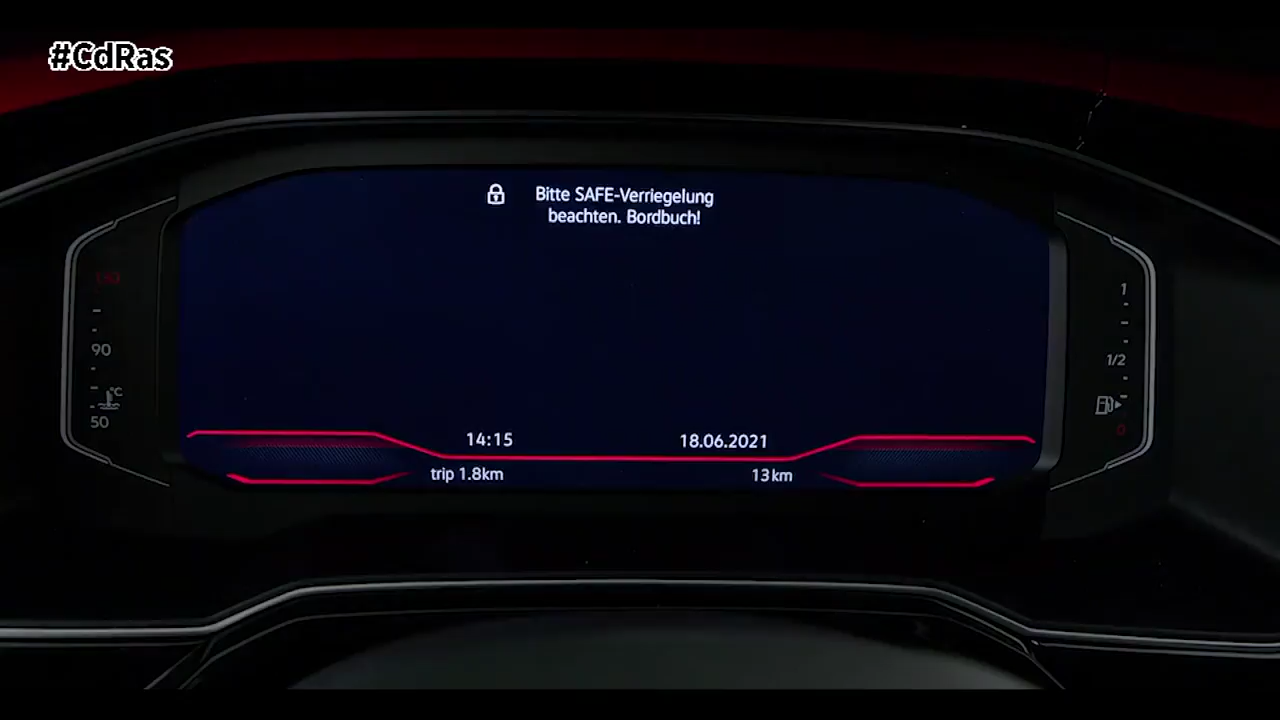 #CdRas
Bitte SAFE-Verriegelung
beachten. Bordbuch!
90
°C
50
1
1/2
0
14:15
18.06.2021
trip 1.8km
13km